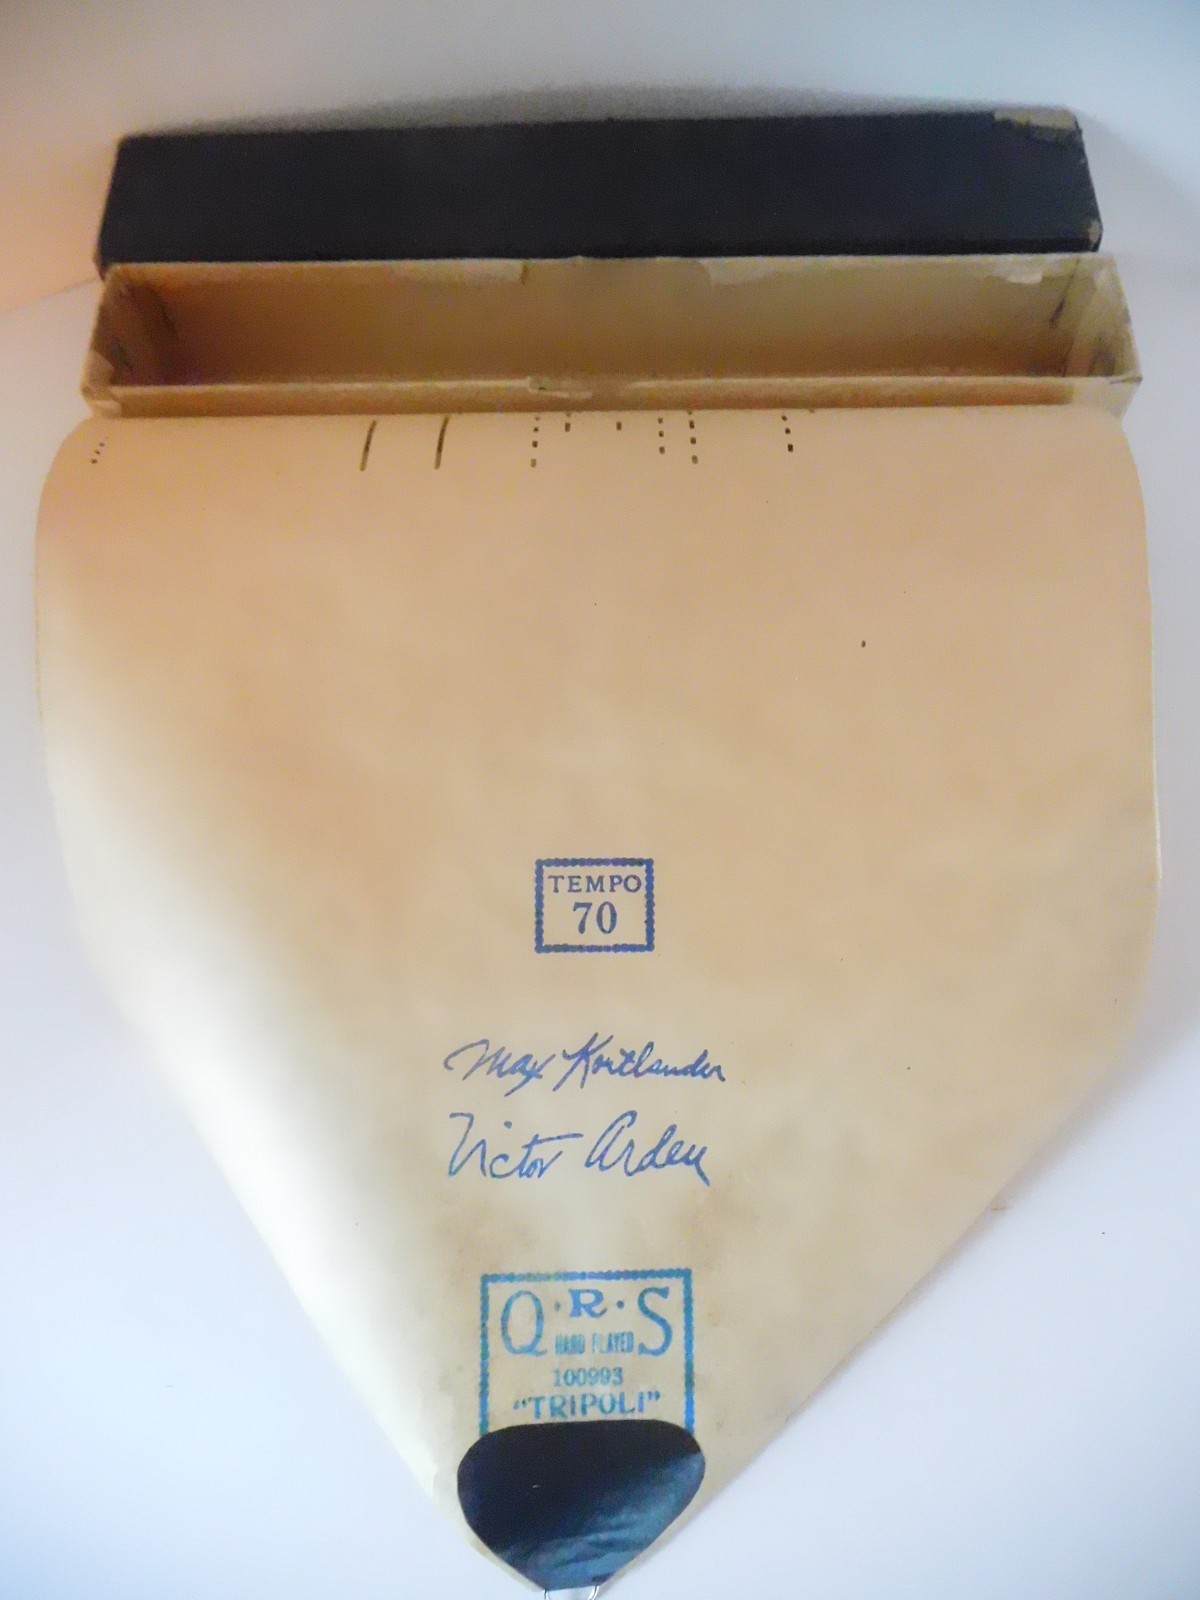 TEMPO
70
Max Kortlander
Victor Arden
Q·R·S
HAND PLAYED
100993
"TRIPOLI"